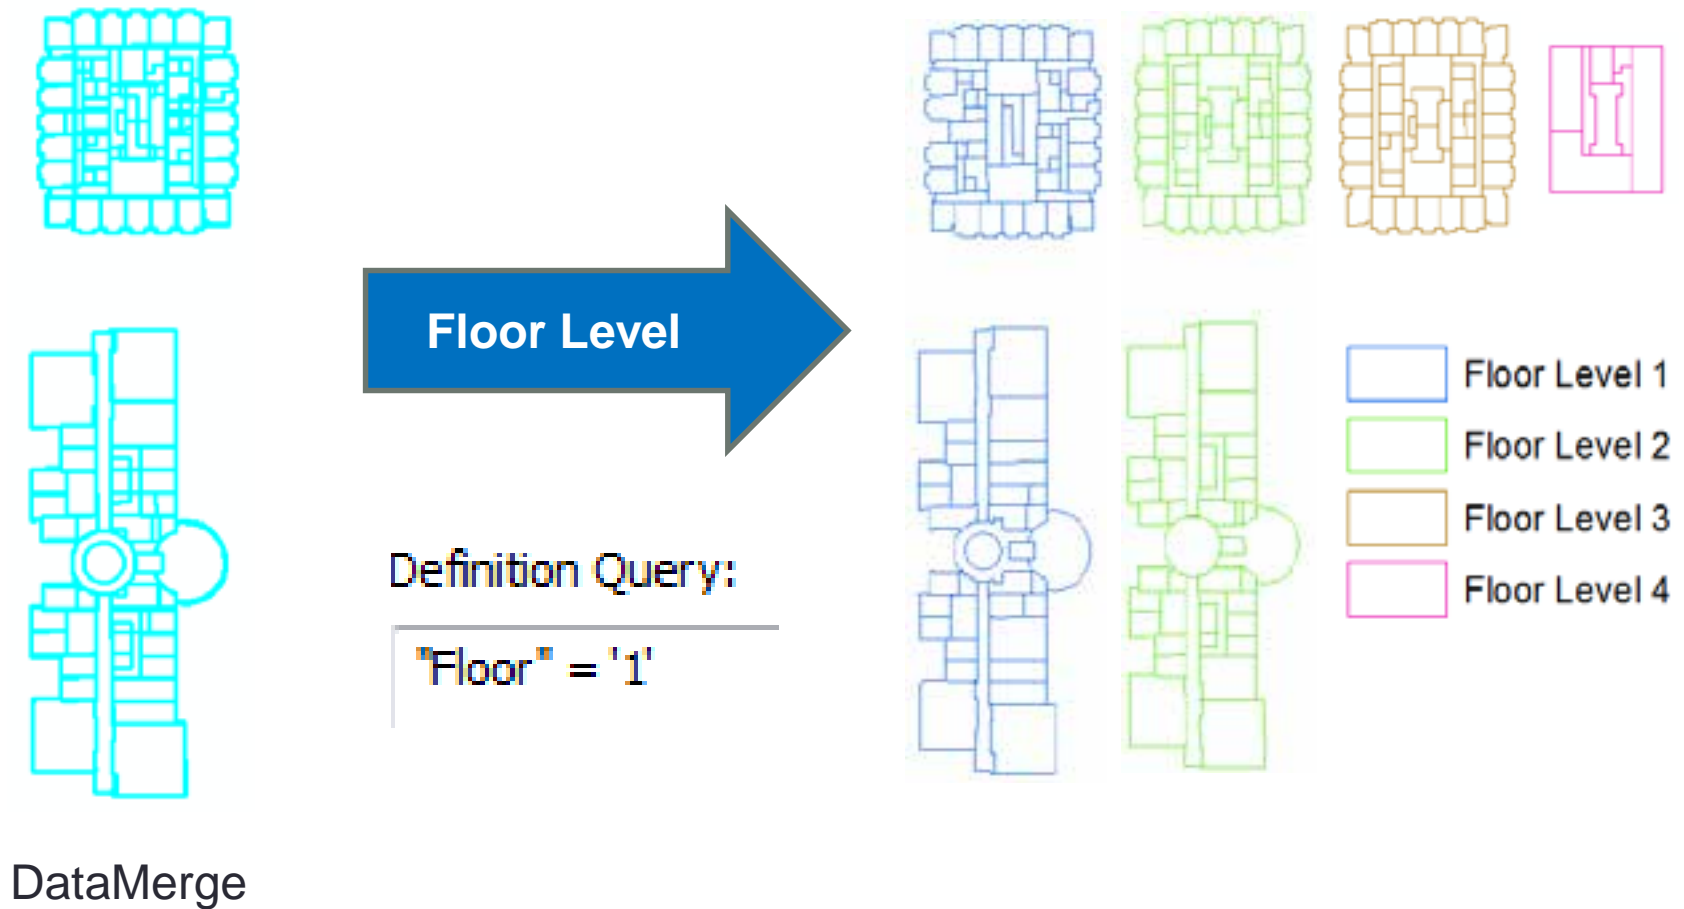 Floor Level
Definition Query:
"Floor" = '1'
Floor Level 1
Floor Level 2
Floor Level 3
Floor Level 4
DataMerge